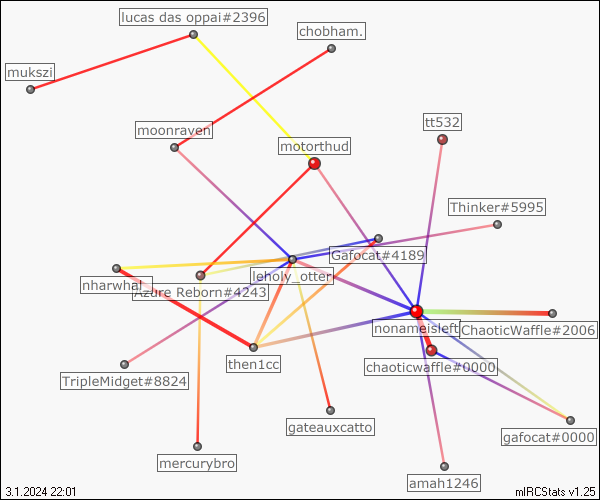 lucas das oppai#2396
chobham.
mukszi
tt532
moonraven
motorthud
Thinker#5995
Gafocat#4189
leholy_otter
nharwhal_
Azure Reborn#4243
nonameisleft
ChaoticWaffle#2006
then1cc
chaoticwaffle#0000
TripleMidget#8824
gateauxcatto
gafocat#0000
mercurybro
amah1246
3.1.2024 22:01
mIRCStats v1.25